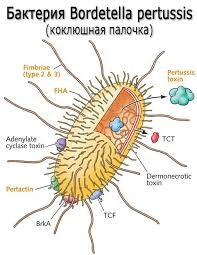 Бактерия Bordetella pertussis
(коклюшная палочка)
Fimbriae
(type 2 & 3)
FHA
Pertussis
toxin
Adenylate
cyclase toxin
TCT
Dermonecrotic
toxin
Pertactin
BrkA
TCF